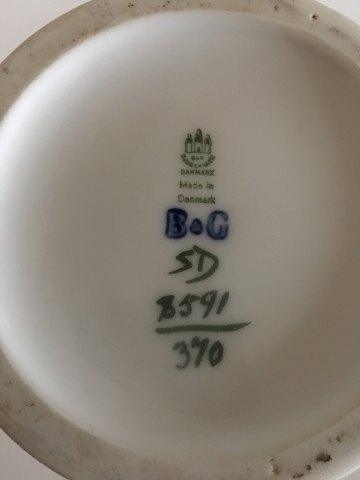 B&G
DANMARK
Made in
Denmark
B&G
SD
8591
370